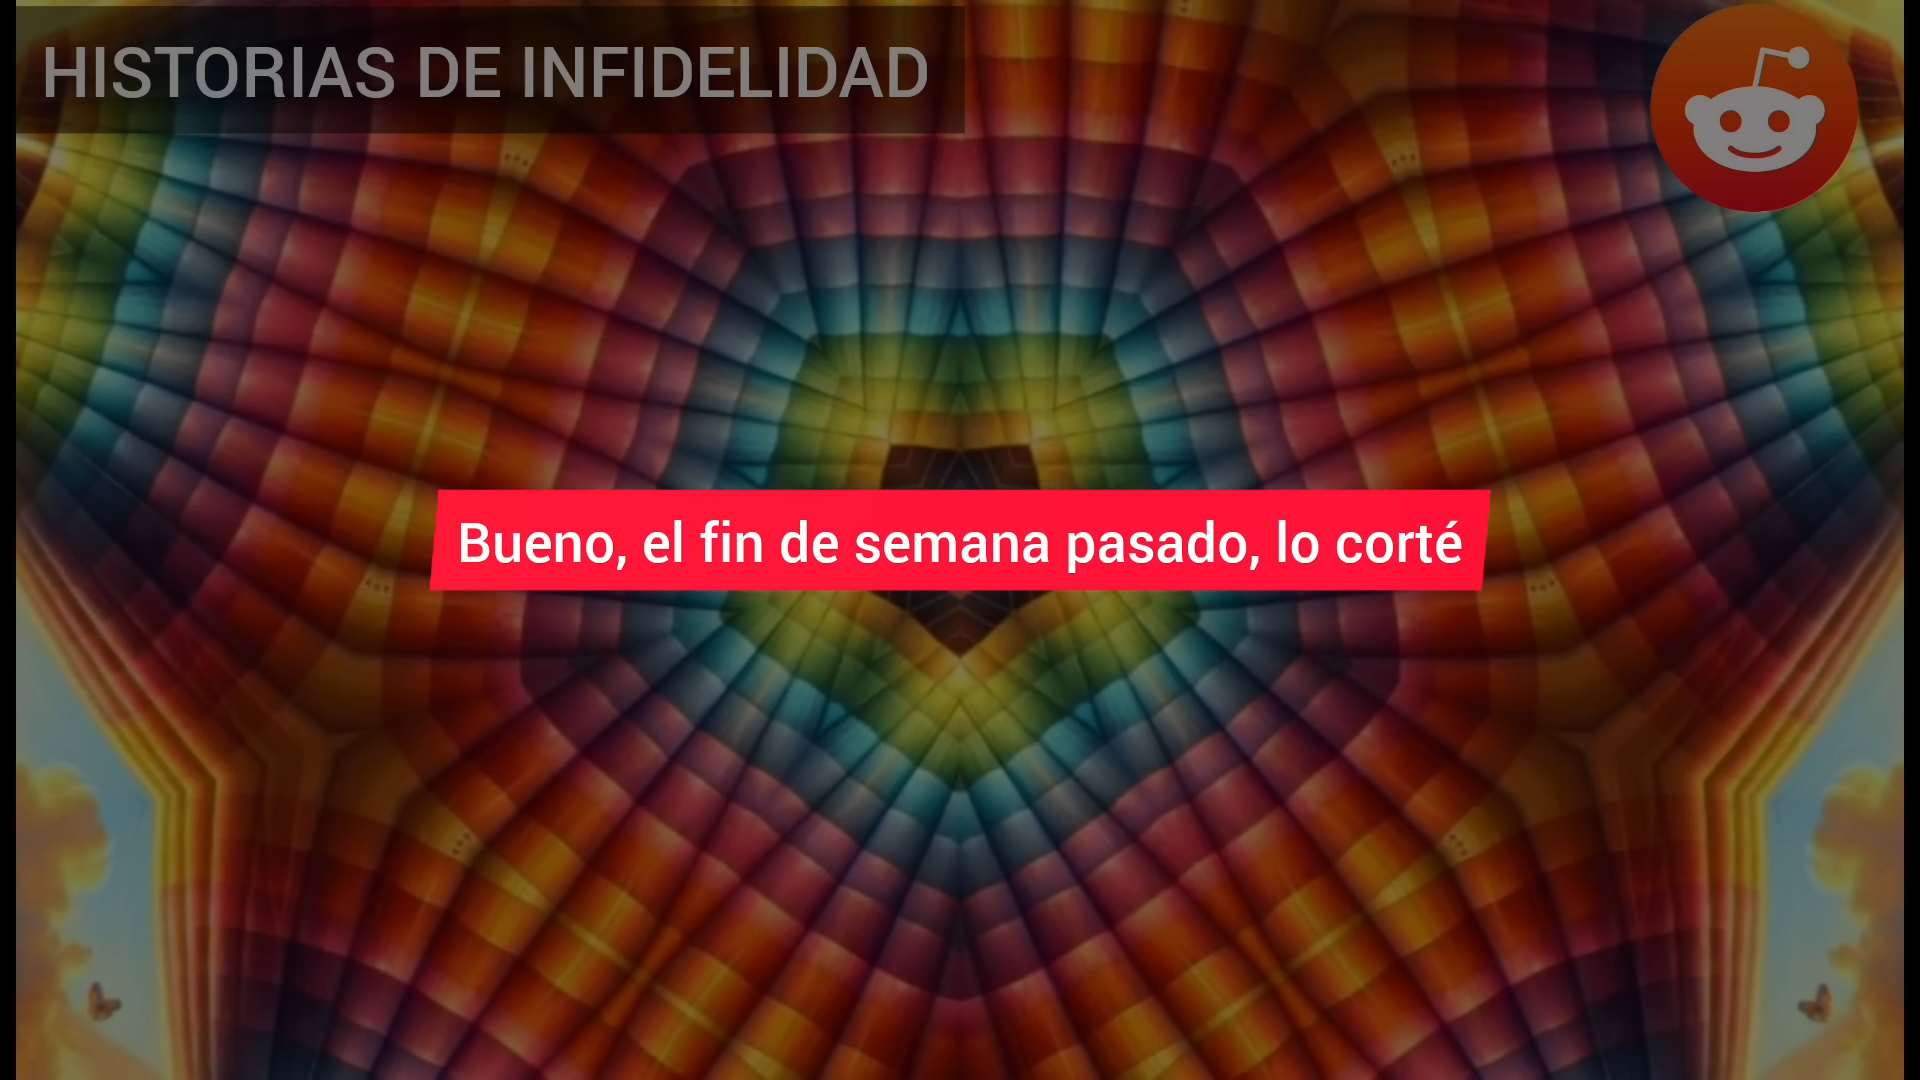 HISTORIAS DE INFIDELIDAD
Bueno, el fin de semana pasado, lo corté